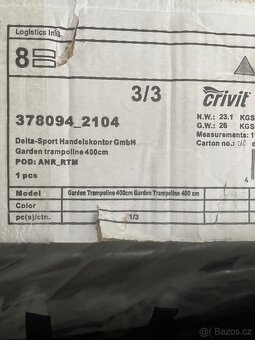 Logistics Info
8
3/3
crivit
378094_2104
N.W.: 23.1 KGS
G.W.: 26 KGS
Measurements:
Carton no.:
Delta-Sport Handelskontor GmbH
Garden trampoline 400cm
POD: ANR_RTM
1 pcs
4
Model Garden Trampoline 400cm Garden Trampoline 400 cm
Color
pc(s)/ctn. 1/3
Bazos.cz